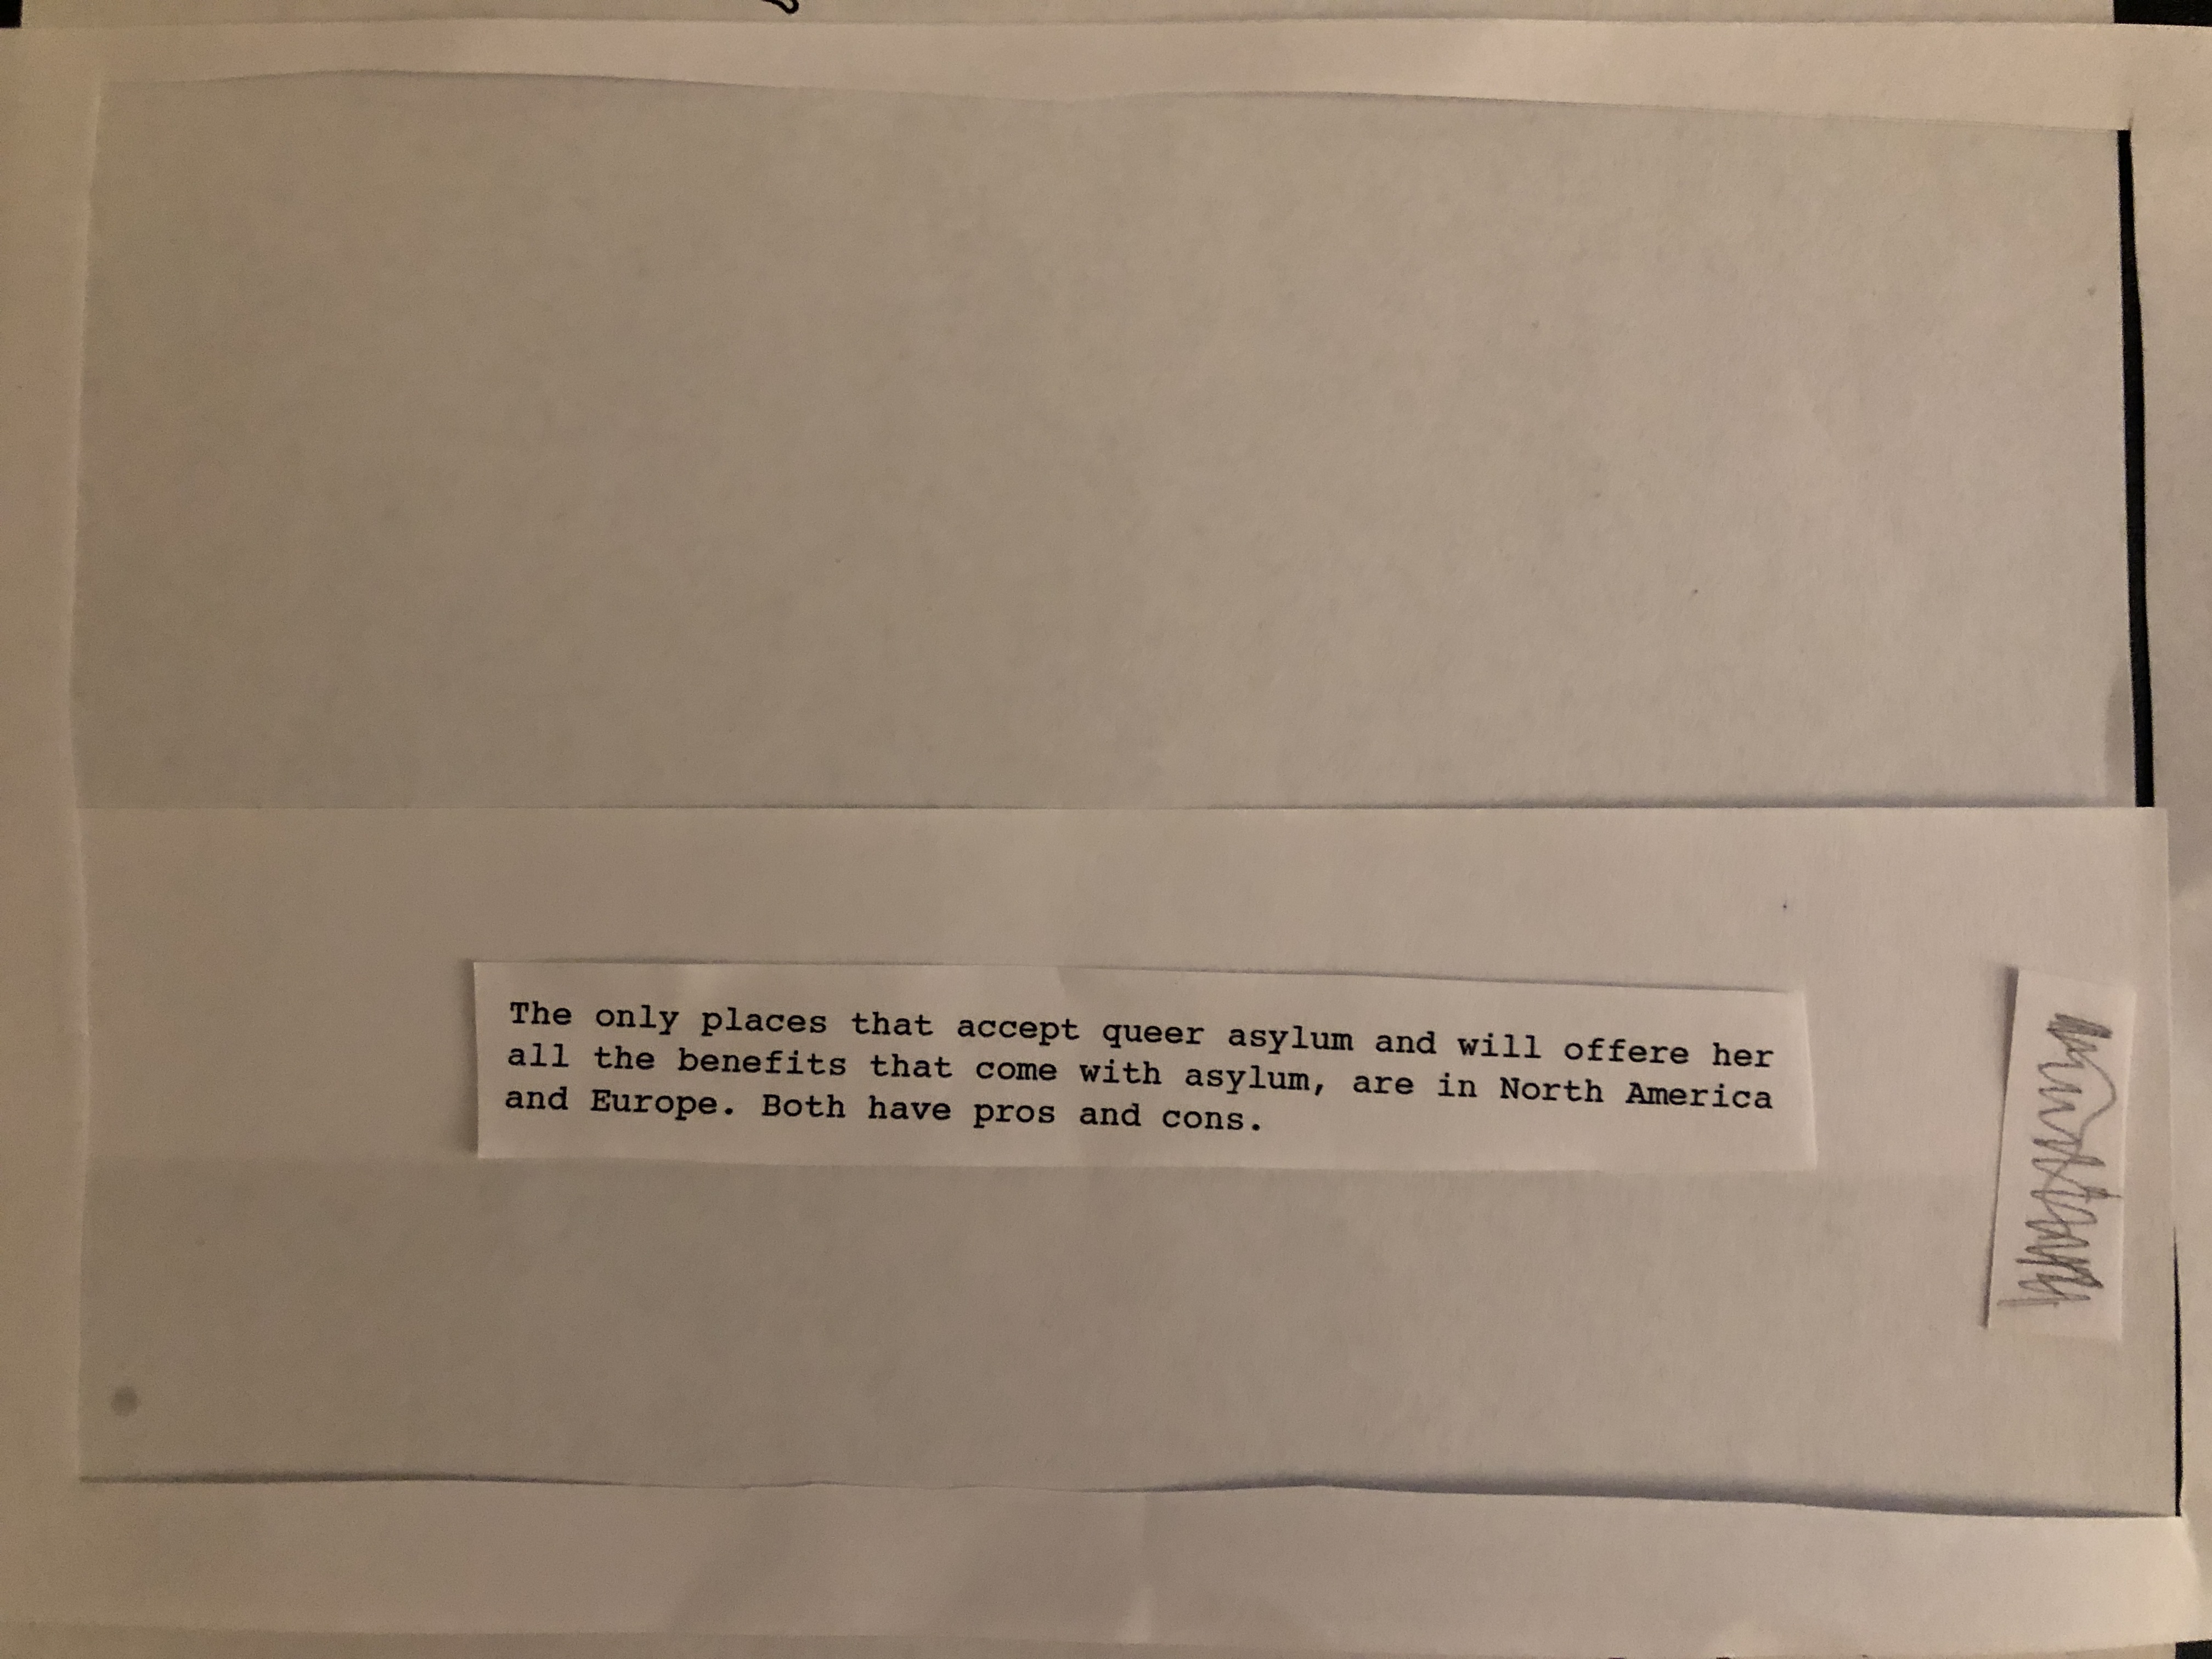 The only places that accept queer asylum and will offere her
all the benefits that come with asylum, are in North America
and Europe. Both have pros and cons.